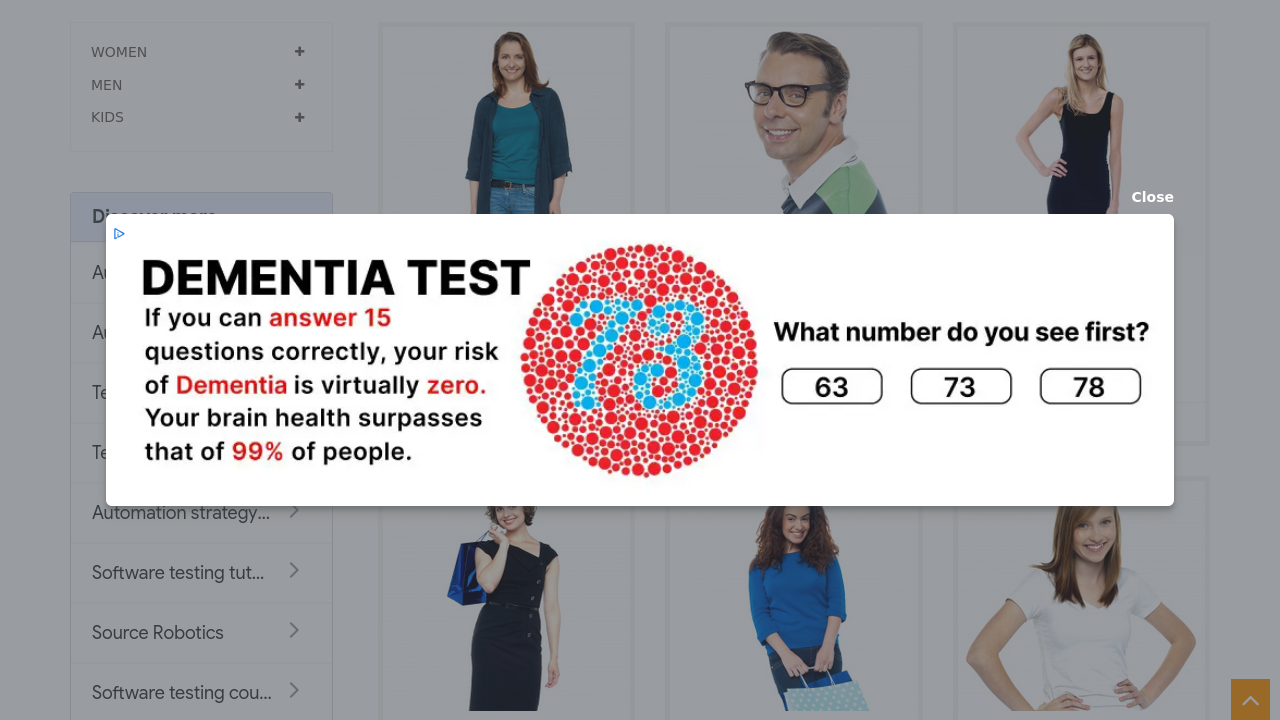 WOMEN
MEN
KIDS
Close
DEMENTIA TEST
If you can answer 15
questions correctly, your risk
of Dementia is virtually zero.
Your brain health surpasses
that of 99% of people.
73
What number do you see first?
63 73 78
Automation strategy...
Software testing tut...
Source Robotics
Software testing cou...